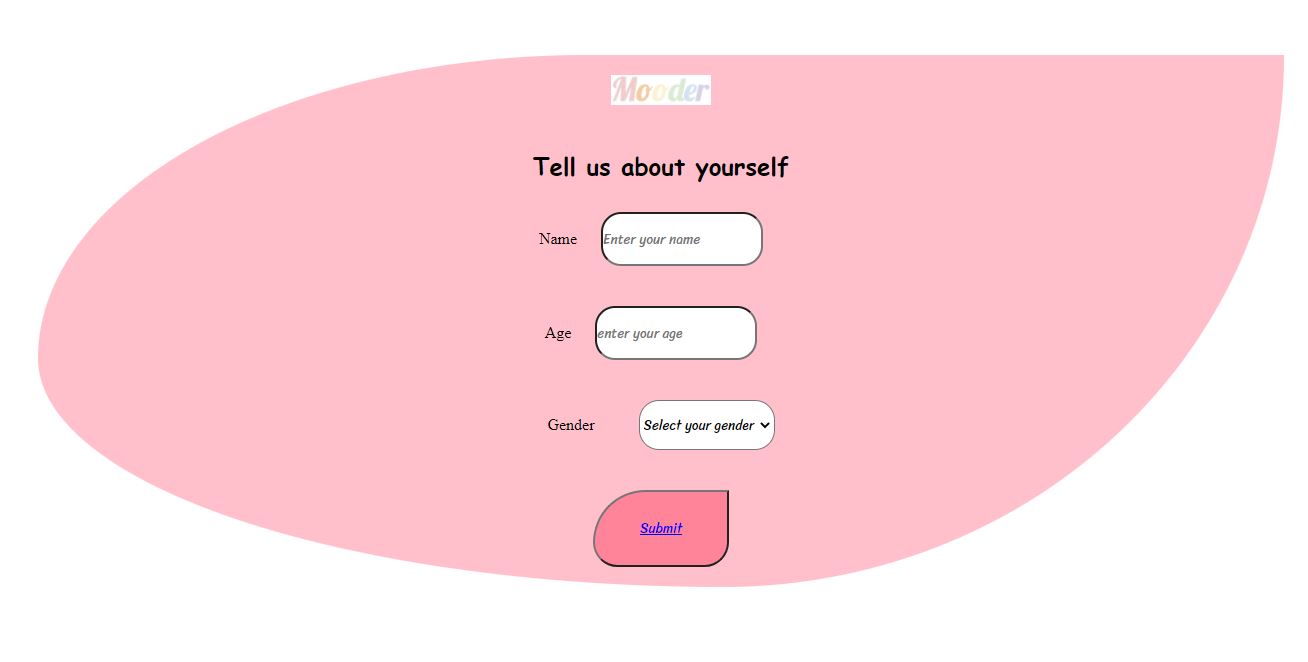 Mooder
Tell us about yourself
Name Enter your name
Age enter your age
Gender Select your gender
Submit